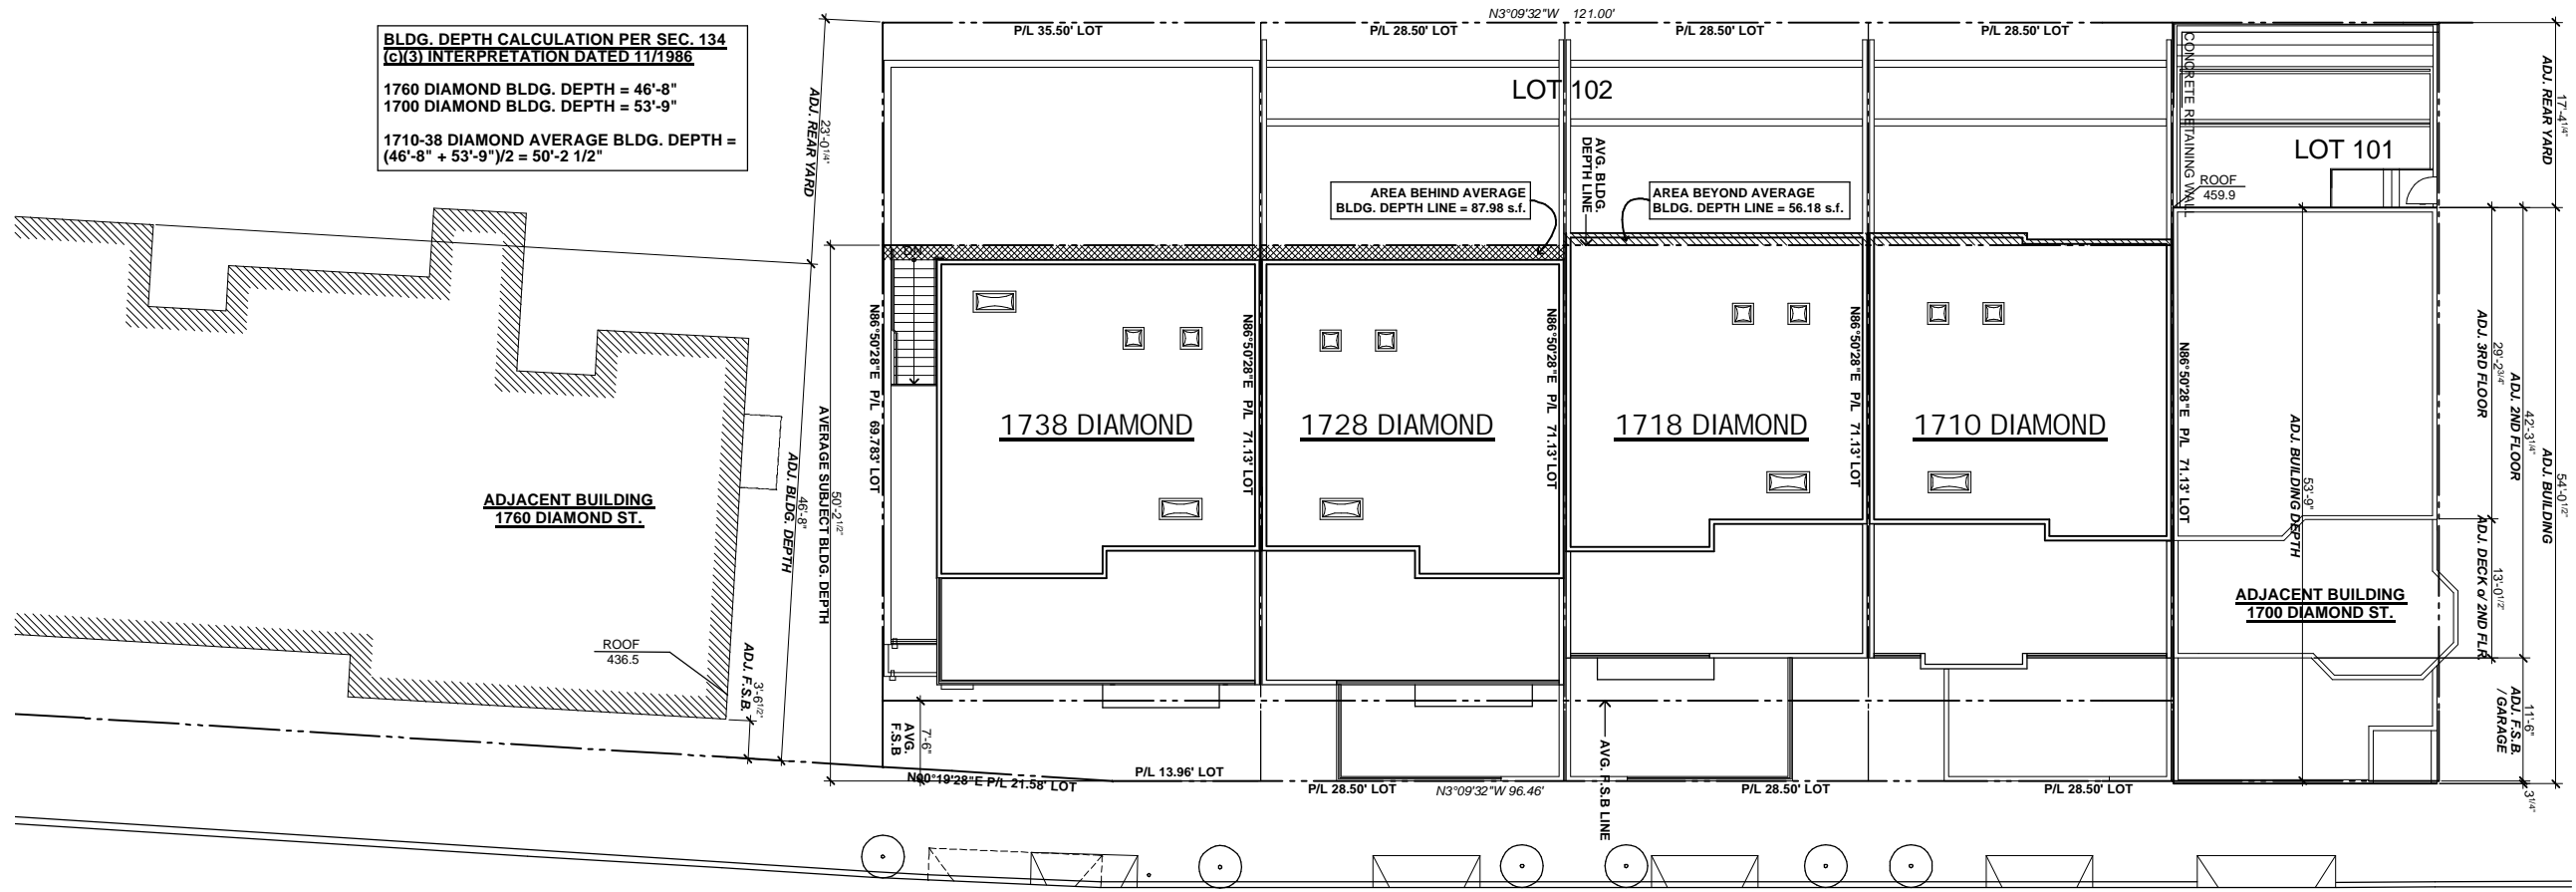 BLDG. DEPTH CALCULATION PER SEC. 134
(c)(3) INTERPRETATION DATED 11/1986
1760 DIAMOND BLDG. DEPTH = 46'-8"
1700 DIAMOND BLDG. DEPTH = 53'-9"
1710-38 DIAMOND AVERAGE BLDG. DEPTH =
(46'-8" + 53'-9")/2 = 50'-2 1/2"
N3°09'32"W 121.00'
P/L 35.50' LOT
P/L 28.50' LOT
P/L 28.50' LOT
P/L 28.50' LOT
LOT 102
LOT 101
CONCRETE RETAINING WALL
ROOF
459.9
ADJ. REAR YARD
23'-0 1/4"
ADJ. REAR YARD
17'-4 1/4"
AREA BEHIND AVERAGE
BLDG. DEPTH LINE = 87.98 s.f.
AVG. BLDG.
DEPTH LINE
AREA BEYOND AVERAGE
BLDG. DEPTH LINE = 56.18 s.f.
DN
N86°50'28"E P/L 69.783' LOT
N86°50'28"E P/L 71.13' LOT
N86°50'28"E P/L 71.13' LOT
N86°50'28"E P/L 71.13' LOT
N86°50'28"E P/L 71.13' LOT
1738 DIAMOND
1728 DIAMOND
1718 DIAMOND
1710 DIAMOND
ADJACENT BUILDING
1760 DIAMOND ST.
ADJ. BLDG. DEPTH
46'-8"
AVERAGE SUBJECT BLDG. DEPTH
50'-2 1/2"
ADJ. BUILDING DEPTH
53'-9"
ADJ. 3RD FLOOR
29'-2 3/4"
ADJ. 2ND FLOOR
42'-3 1/4"
ADJ. BUILDING
54'-0 1/2"
ADJ. DECK o/ 2ND FLR.
13'-0 1/2"
ADJACENT BUILDING
1700 DIAMOND ST.
ROOF
436.5
ADJ. F.S.B.
3'-6 1/2"
AVG.
F.S.B
7'-6"
AVG. F.S.B LINE
ADJ. F.S.B.
/ GARAGE
11'-6"
3 1/4"
N00°19'28"E P/L 21.58' LOT
P/L 13.96' LOT
P/L 28.50' LOT
N3°09'32"W 96.46'
P/L 28.50' LOT
P/L 28.50' LOT